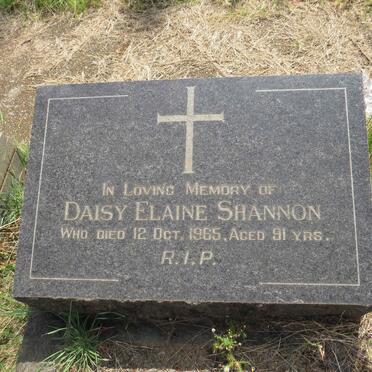 In Loving Memory of
Daisy Elaine Shannon
Who died 12 Oct. 1965. Aged 91 yrs.
R.I.P.